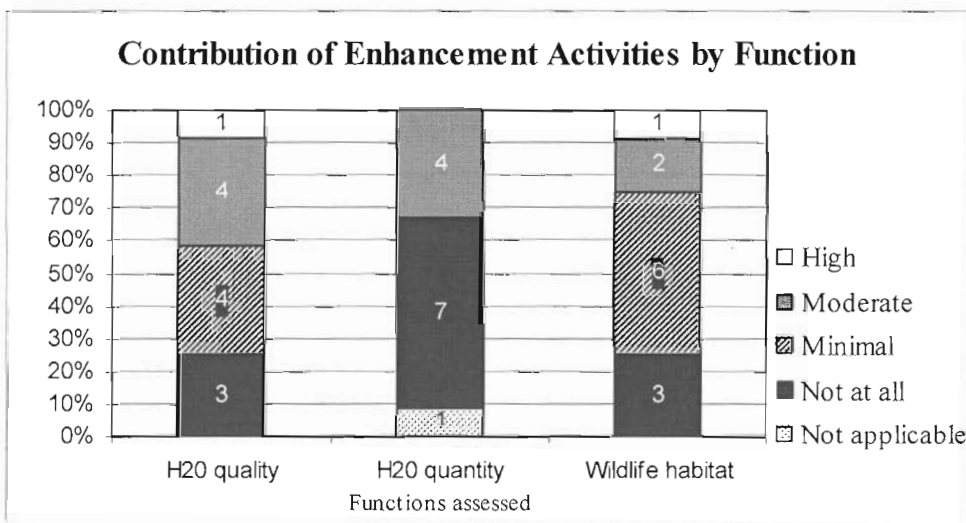 Contribution of Enhancement Activities by Function
100%
90%
80%
70%
60%
50%
40%
30%
20%
10%
0%
1
4
4
3
4
7
1
1
2
6
3
H20 quality
H20 quantity
Wildlife habitat
Functions assessed
High
Moderate
Minimal
Not at all
Not applicable